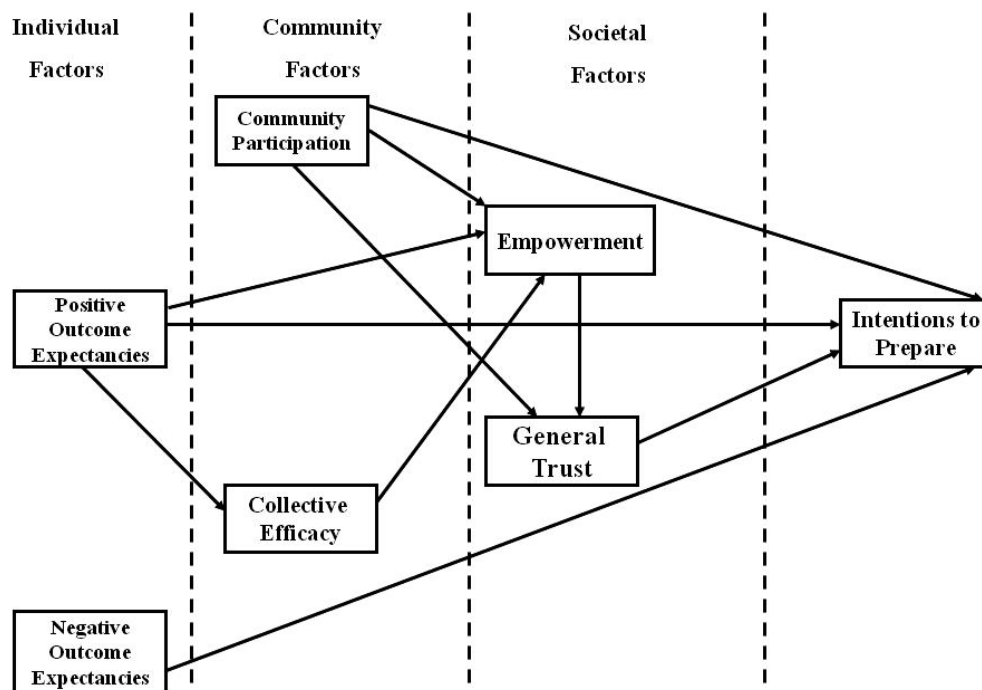 Individual
Factors
Community
Factors
Societal
Factors
Community
Participation
Empowerment
Positive
Outcome
Expectancies
Intentions to
Prepare
General
Trust
Collective
Efficacy
Negative
Outcome
Expectancies